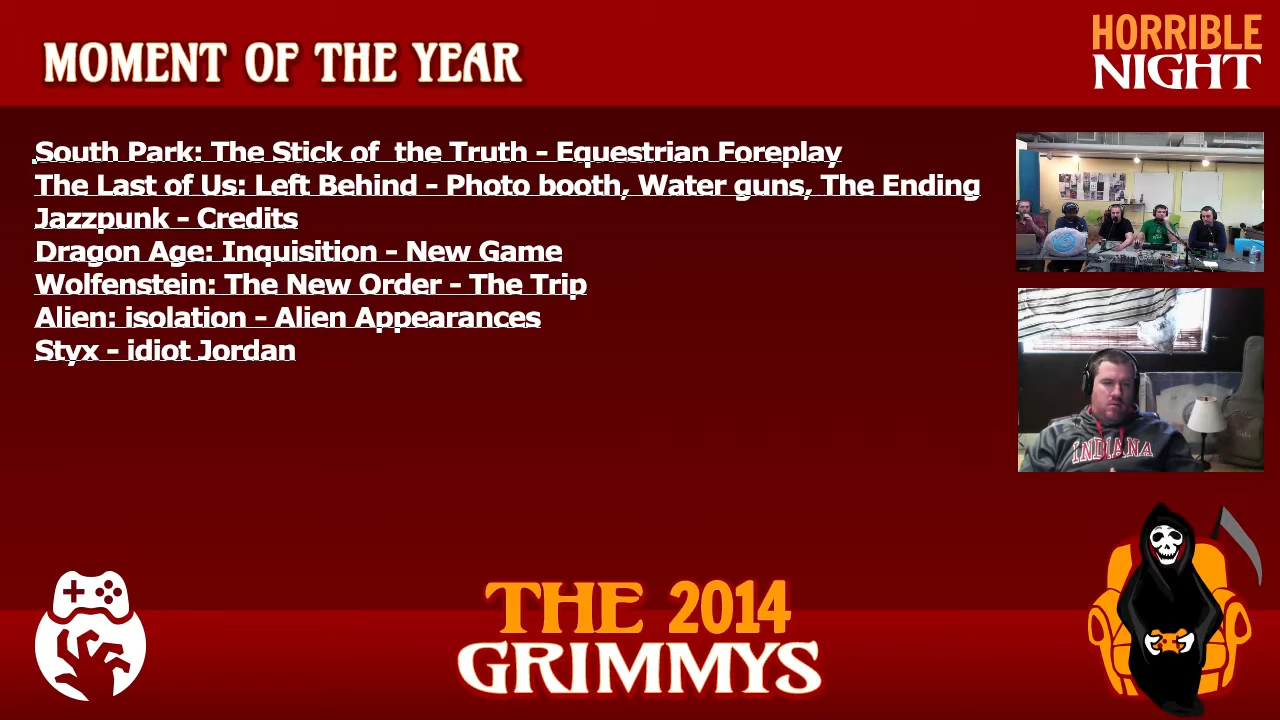 MOMENT OF THE YEAR
HORRIBLE
NIGHT
South Park: The Stick of  the Truth - Equestrian Foreplay
The Last of Us: Left Behind - Photo booth, Water guns, The Ending
Jazzpunk - Credits
Dragon Age: Inquisition - New Game
Wolfenstein: The New Order - The Trip
Alien: isolation - Alien Appearances
Styx - idiot Jordan
INDIANA
THE 2014
GRIMMYS